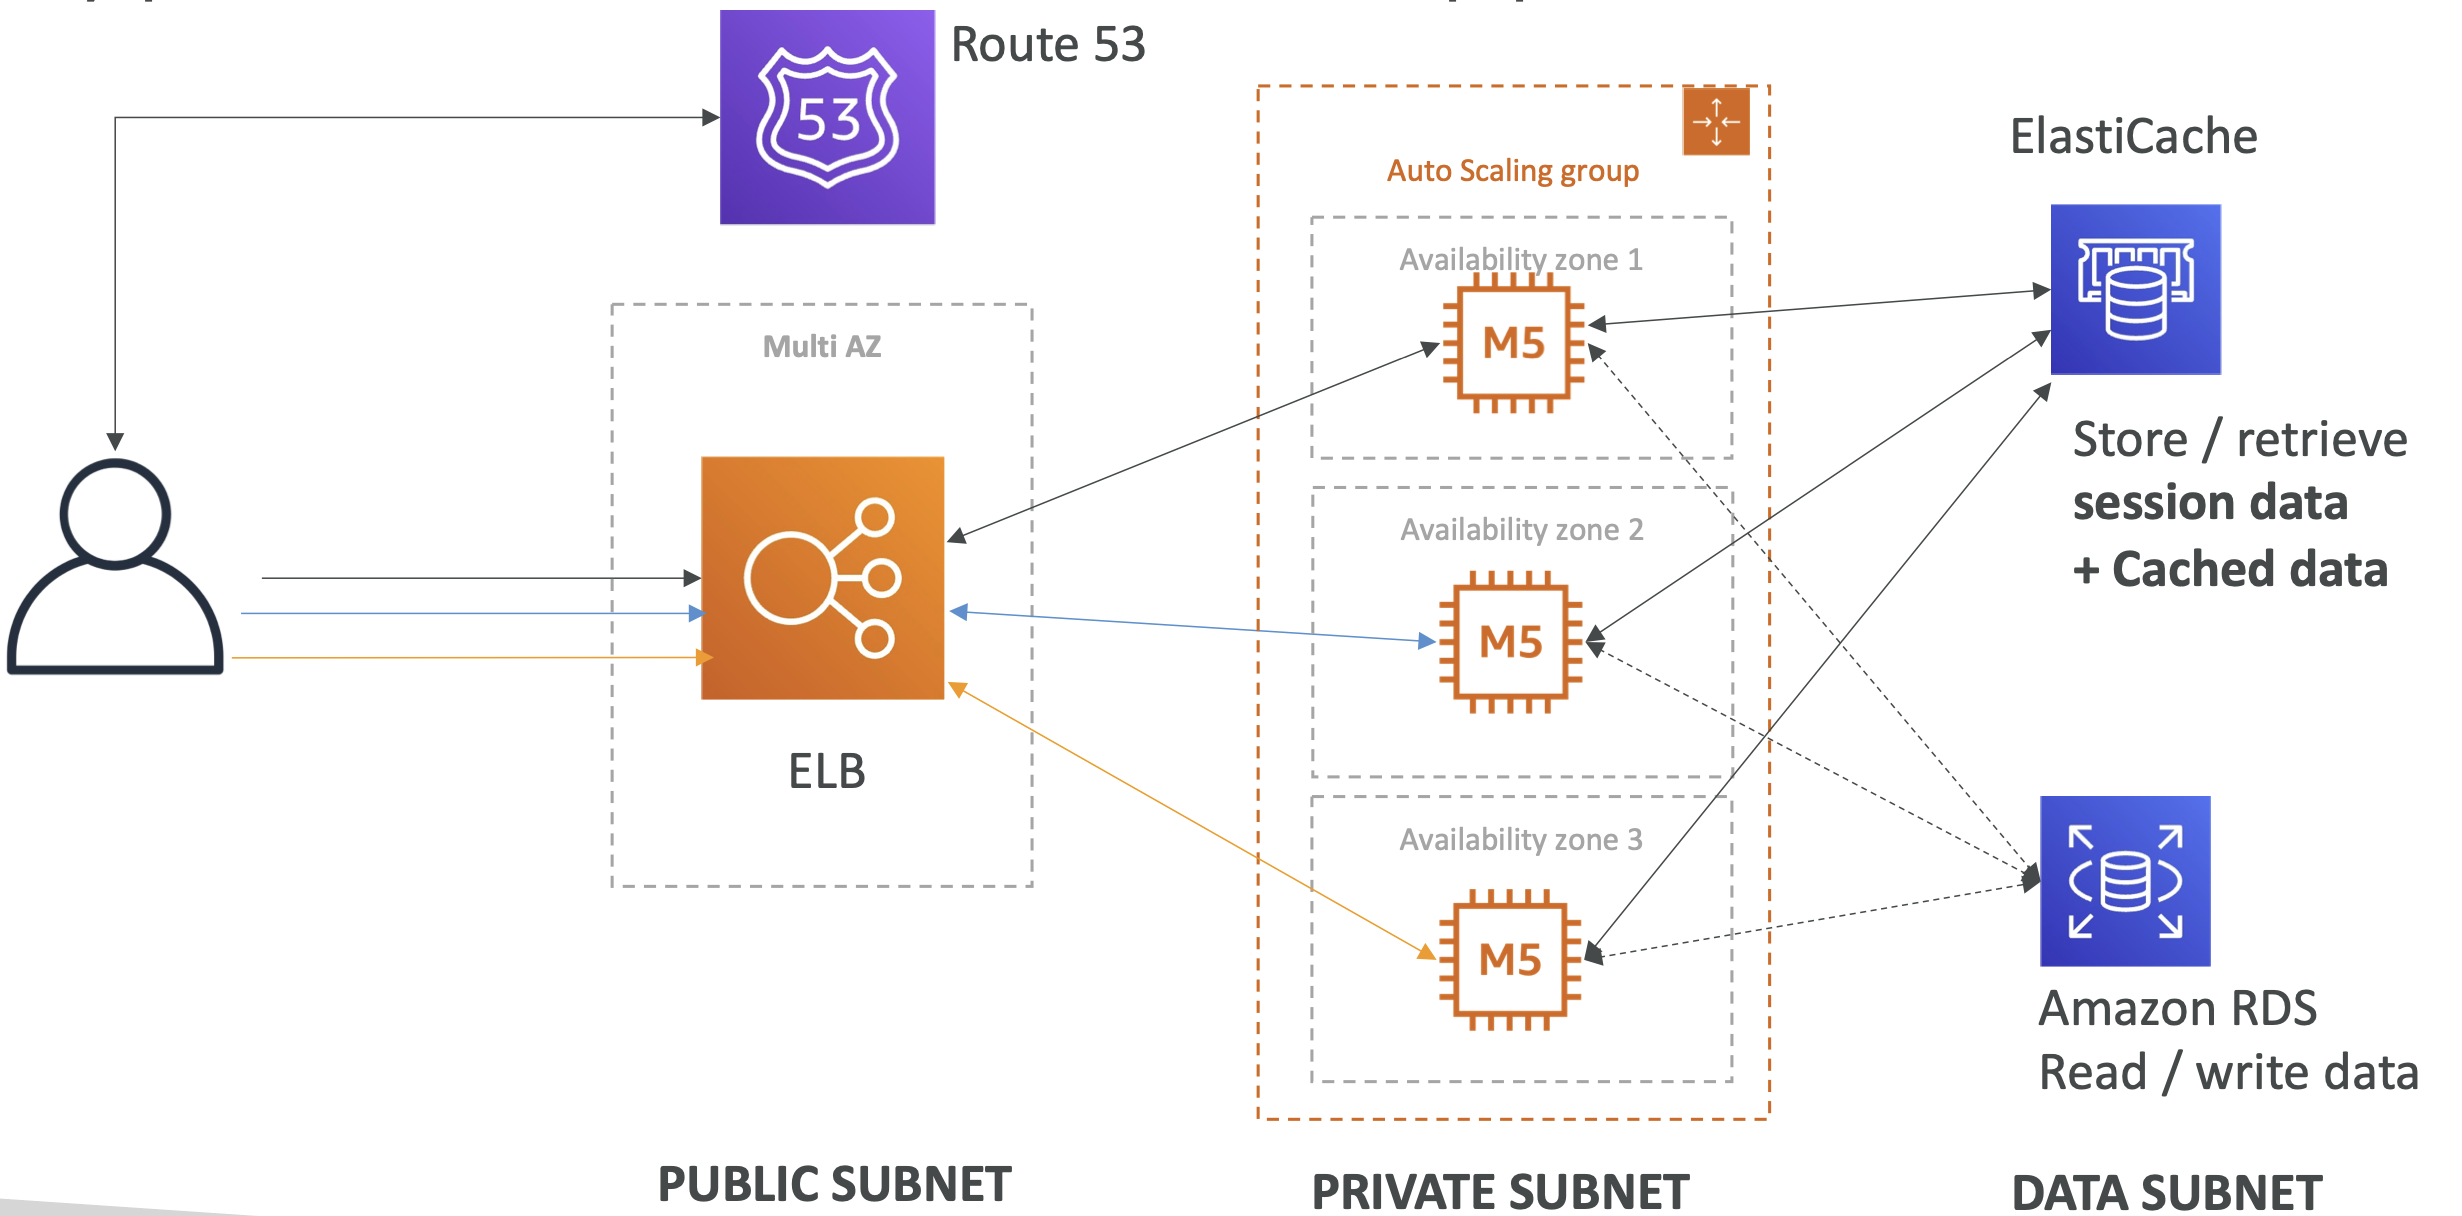 Route 53
53
Auto Scaling group
ElastiCache
Availability zone 1
M5
Multi AZ
Store / retrieve
session data
+ Cached data
Availability zone 2
M5
ELB
Availability zone 3
M5
Amazon RDS
Read / write data
PUBLIC SUBNET
PRIVATE SUBNET
DATA SUBNET